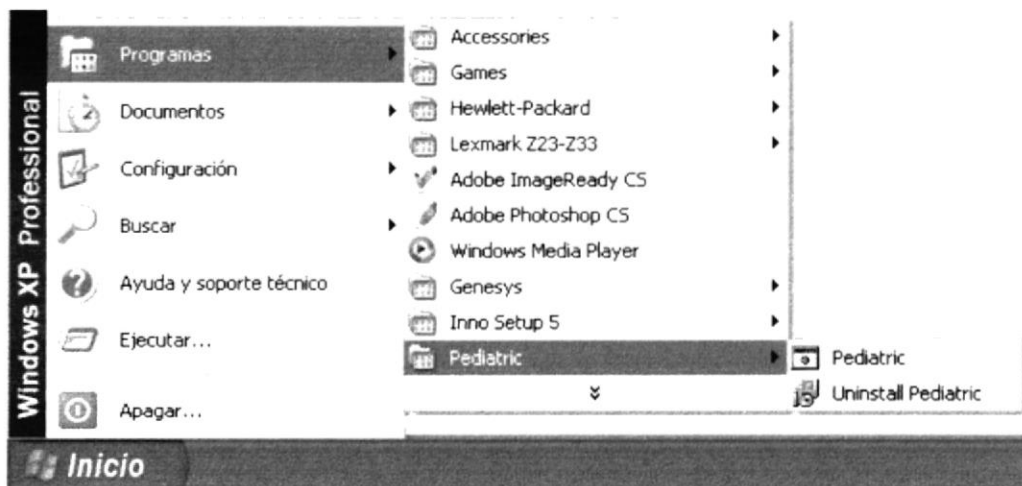 Windows XP Professional
Programas
Documentos
Configuración
Buscar
Ayuda y soporte técnico
Ejecutar...
Apagar...
Accessories
Games
Hewlett-Packard
Lexmark Z23-Z33
Adobe ImageReady CS
Adobe Photoshop CS
Windows Media Player
Genesys
Inno Setup 5
Pediatric
Pediatric
Uninstall Pediatric
Inicio